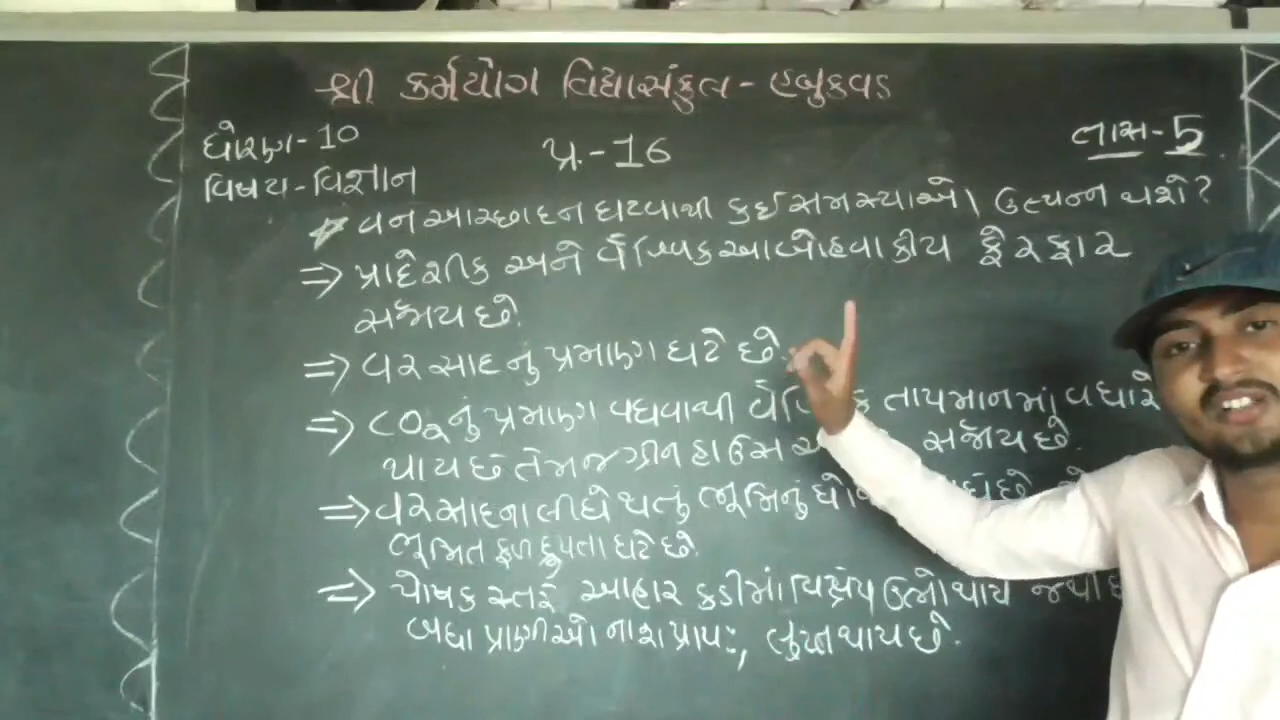 શ્રી કર્મયોગ વિદ્યાસંકુલ - હબુકવડ
ધોરણ-10
પ્ર.-16
તાસ-5
વિષય-વિજ્ઞાન
વન આચ્છાદન ઘટવાથી કઈ સમસ્યાઓ ઉત્પન્ન થશે?
⇒ પ્રાદેશીક અને વૈશ્વિક આબોહવાકીય ફેરફાર
સર્જાય છે.
⇒ વરસાદનું પ્રમાણ ઘટે છે.
⇒ CO2નું પ્રમાણ વધવાથી તાપમાનમાં વધારો
થાય છે તેમજ ગ્રીન હાઉસ સર્જાય છે.
⇒ વરસાદના લીધે થતું ભૂમિનું
ભૂમિત ફળદ્રુપતા ઘટે છે.
⇒ પોષક સ્તરે આહાર કડીમાં વિક્ષેપ ઉભો થાય જેથી
બધા પ્રાણીઓ નાશપ્રાયઃ, લુપ્ત થાય છે.